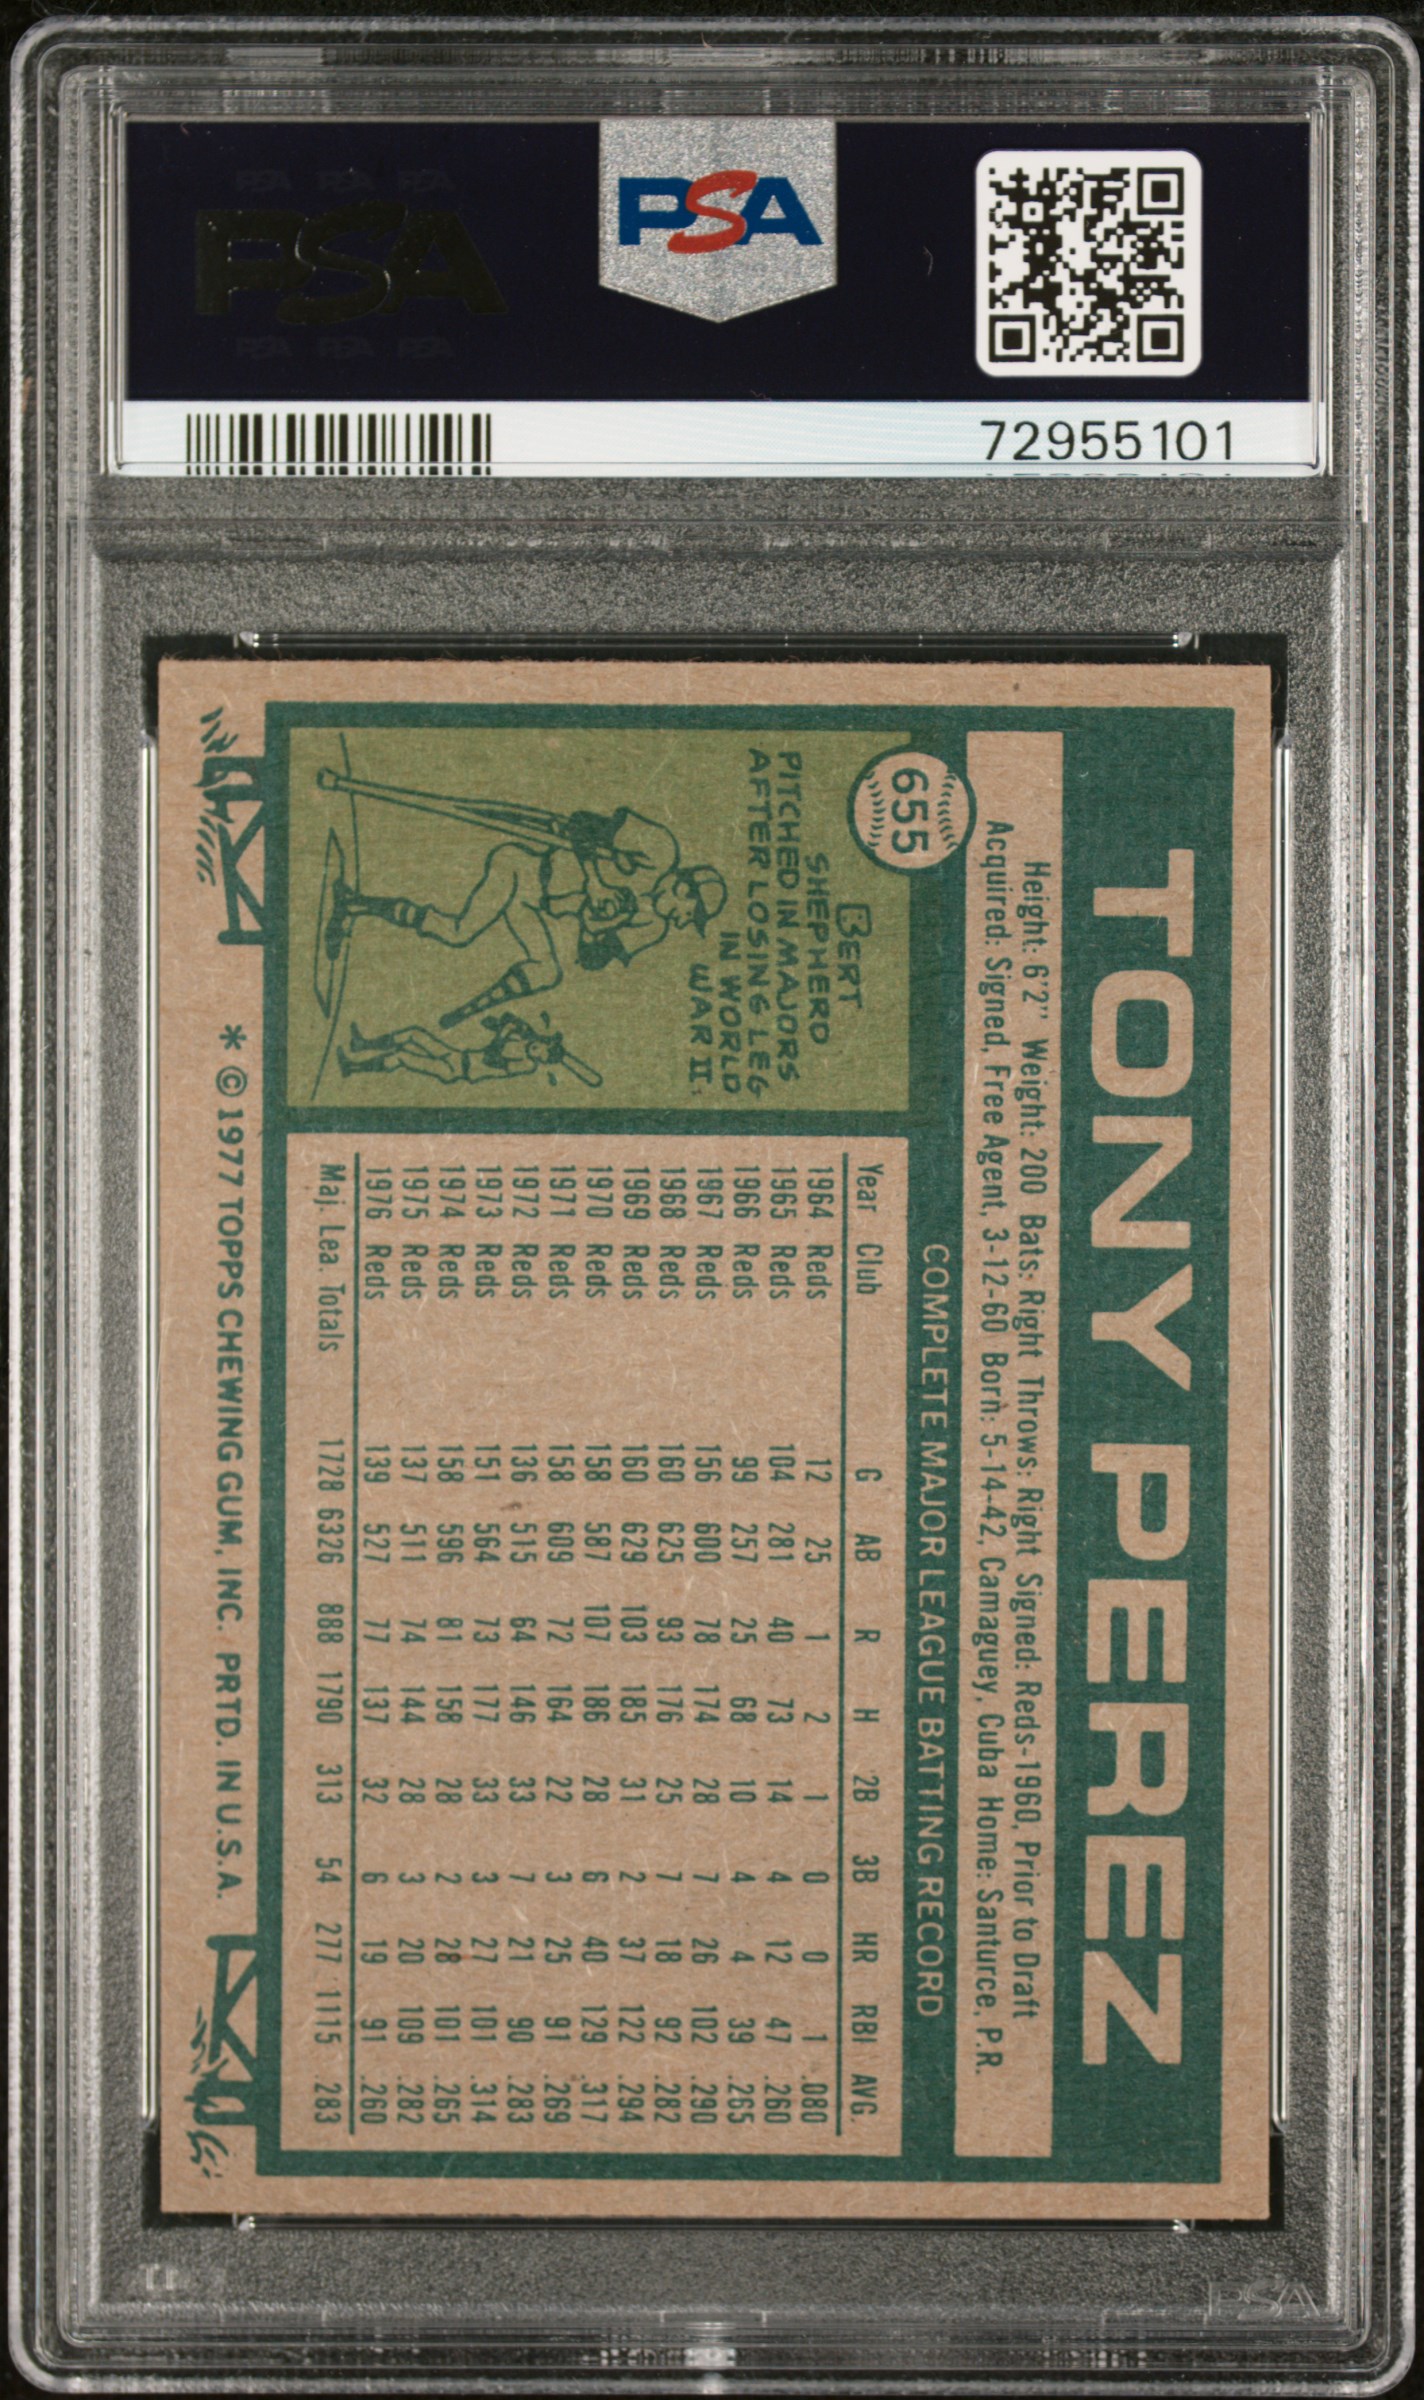 PSA
PSA PSA PSA
PSA
PSA PSA PSA
72955101
TONY PEREZ
Height: 6'2" Weight: 200 Bats: Right Throws: Right Signed: Reds-1960, Prior to Draft
Acquired: Signed, Free Agent, 3-12-60 Born: 5-14-42, Camaguey, Cuba Home: Santurce, P.R.
655
COMPLETE MAJOR LEAGUE BATTING RECORD
BERT
SHEPHERD
PITCHED IN MAJORS
AFTER LOSING LEG
IN WORLD
WAR II.
Year Club G AB R H 2B 3B HR RBI AVG.
1964 Reds 12 25 1 2 1 0 0 1 .080
1965 Reds 104 281 40 73 14 4 12 47 .260
1966 Reds 99 257 25 68 10 4 4 39 .265
1967 Reds 156 600 78 174 28 7 26 102 .290
1968 Reds 160 625 93 176 25 7 18 92 .282
1969 Reds 160 629 103 185 31 2 37 122 .294
1970 Reds 158 587 107 186 28 6 40 129 .317
1971 Reds 158 609 72 164 22 3 25 91 .269
1972 Reds 136 515 64 146 33 7 21 90 .283
1973 Reds 151 564 73 177 33 3 27 101 .314
1974 Reds 158 596 81 158 28 2 28 101 .265
1975 Reds 137 511 74 144 28 3 20 109 .282
1976 Reds 139 527 77 137 32 6 19 91 .260
Maj. Lea. Totals 1728 6326 888 1790 313 54 277 1115 .283
* ©1977 TOPPS CHEWING GUM, INC. PRTD. IN U.S.A.
PSA